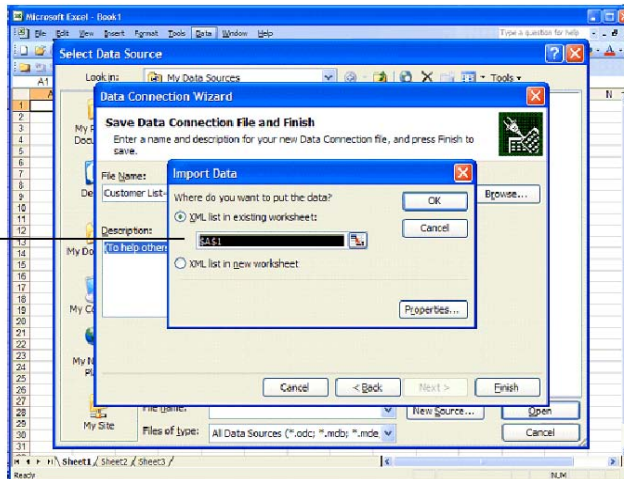 Microsoft Excel - Book1
File Edit View Insert Format Tools Data Window Help
Type a question for help
Select Data Source
Look in: My Data Sources
Tools
A1
Data Connection Wizard
Save Data Connection File and Finish
Enter a name and description for your new Data Connection file, and press Finish to
save.
File Name:
Customer List-
Browse...
Description:
(To help others
Import Data
Where do you want to put the data?
XML list in existing worksheet:
$A$1
XML list in new worksheet
OK
Cancel
Properties...
Cancel
< Back
Next >
Finish
My Site
File name:
New Source...
Open
Files of type: All Data Sources (*.odc; *.mdb; *.mde
Cancel
Sheet1 / Sheet2 / Sheet3 /
Ready
NUM